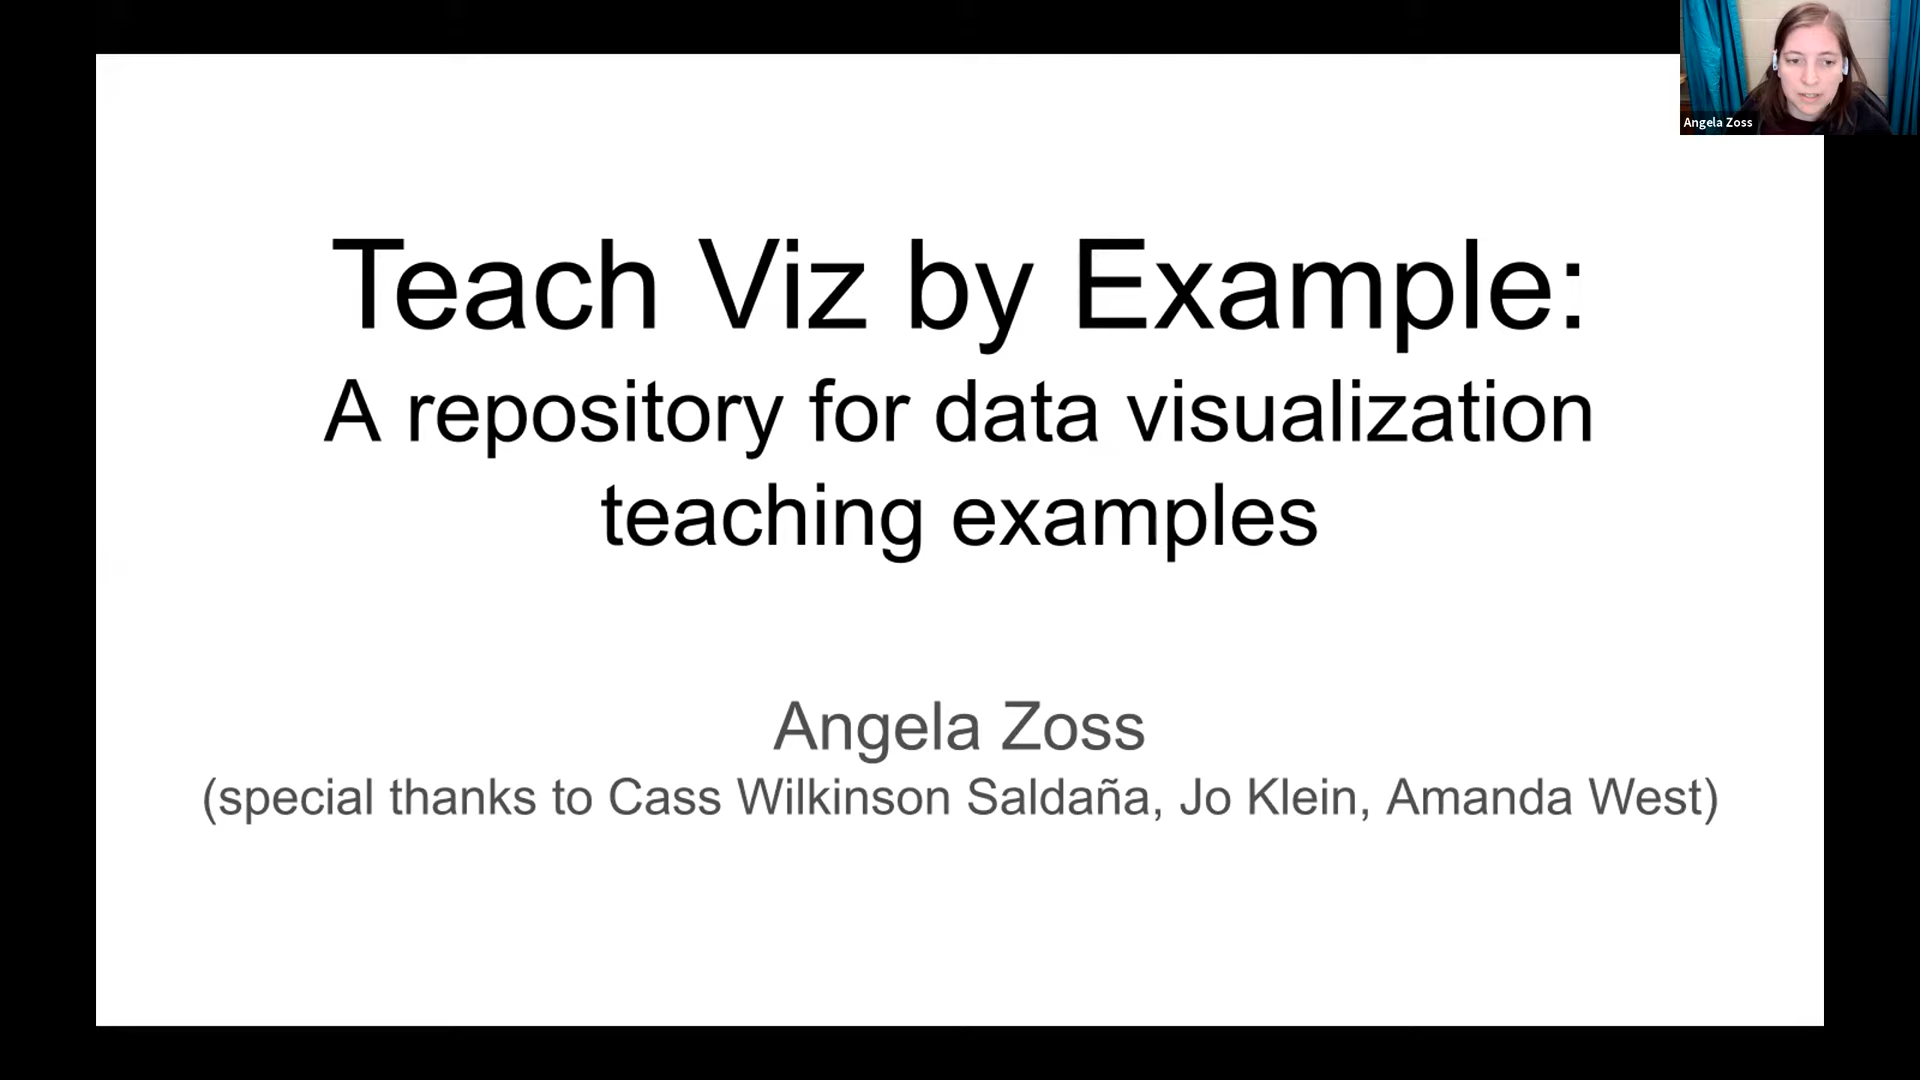 Angela Zoss
Teach Viz by Example:
A repository for data visualization
teaching examples
Angela Zoss
(special thanks to Cass Wilkinson Saldaña, Jo Klein, Amanda West)